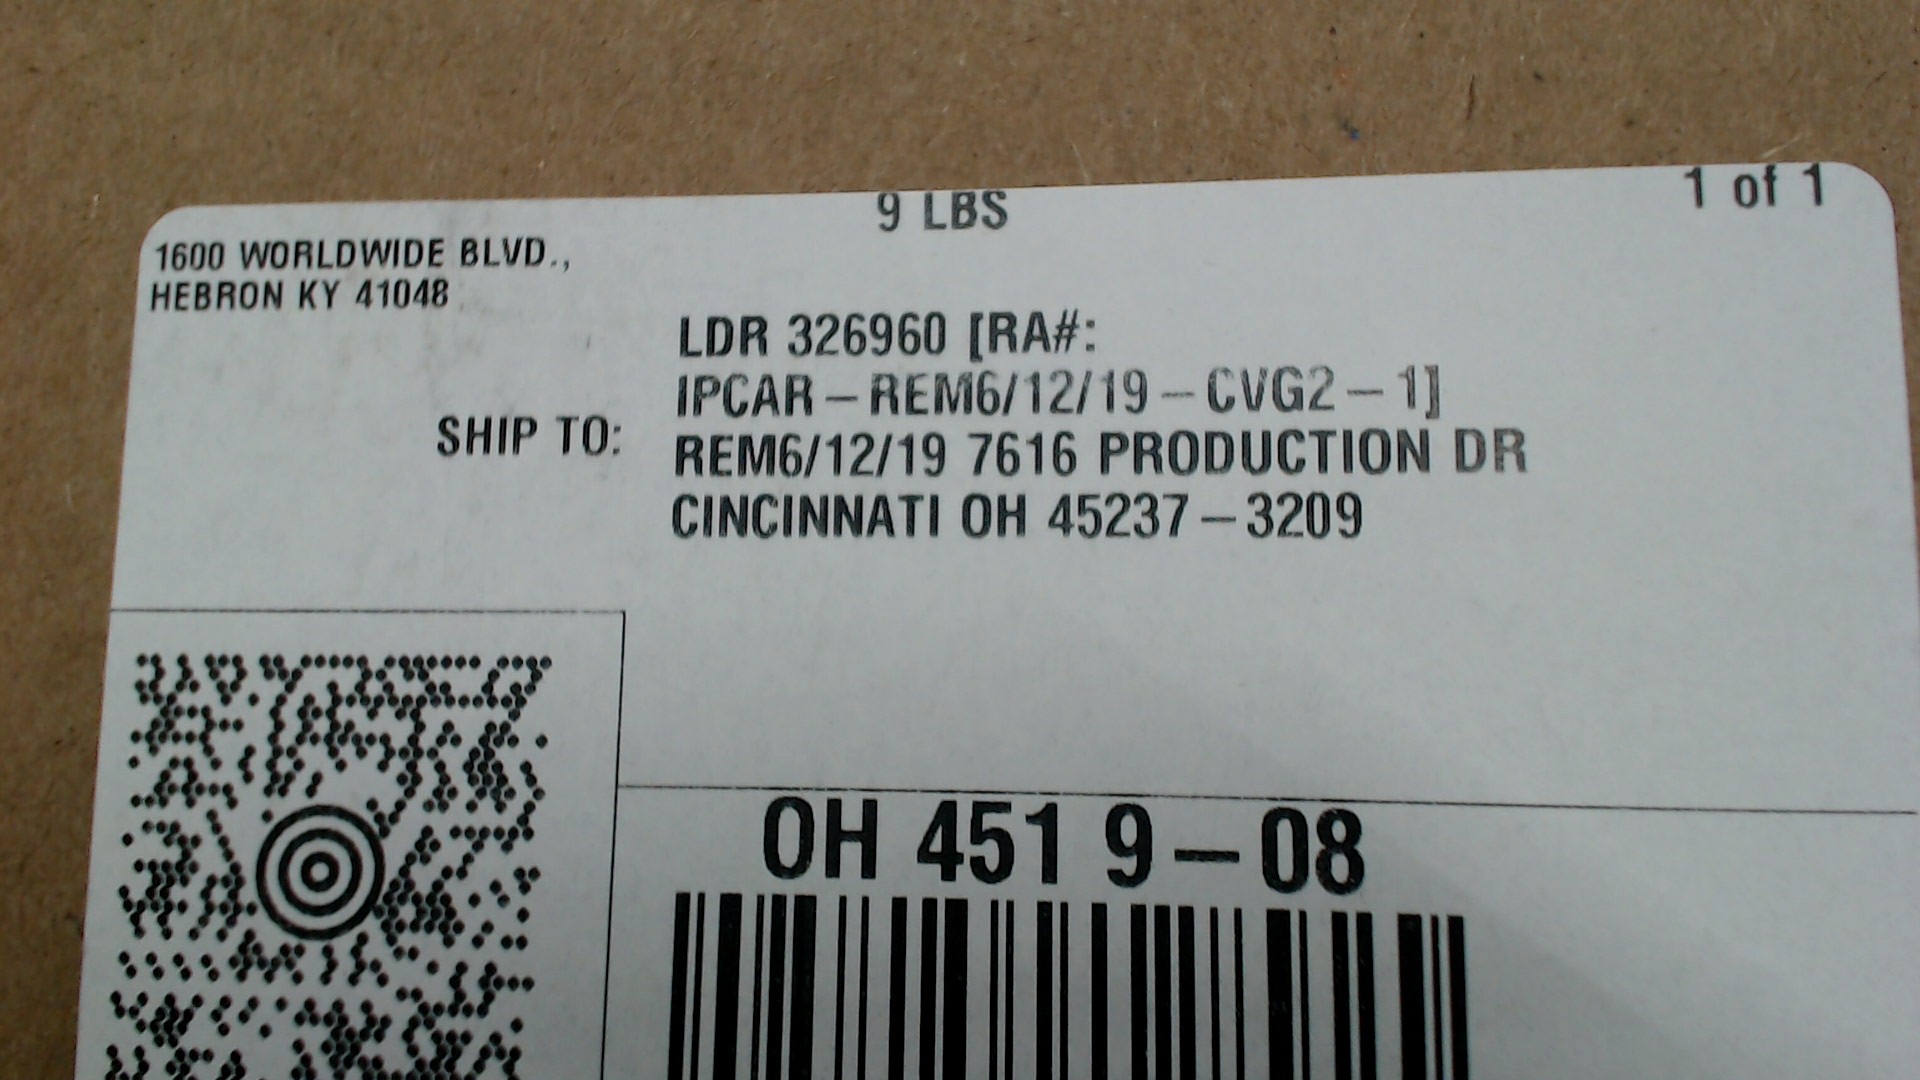 9 LBS
1 of 1
1600 WORLDWIDE BLVD.,
HEBRON KY 41048
SHIP TO:
LDR 326960 [RA#:
IPCAR-REM6/12/19-CVG2-1]
REM6/12/19 7616 PRODUCTION DR
CINCINNATI OH 45237-3209
OH 451 9-08